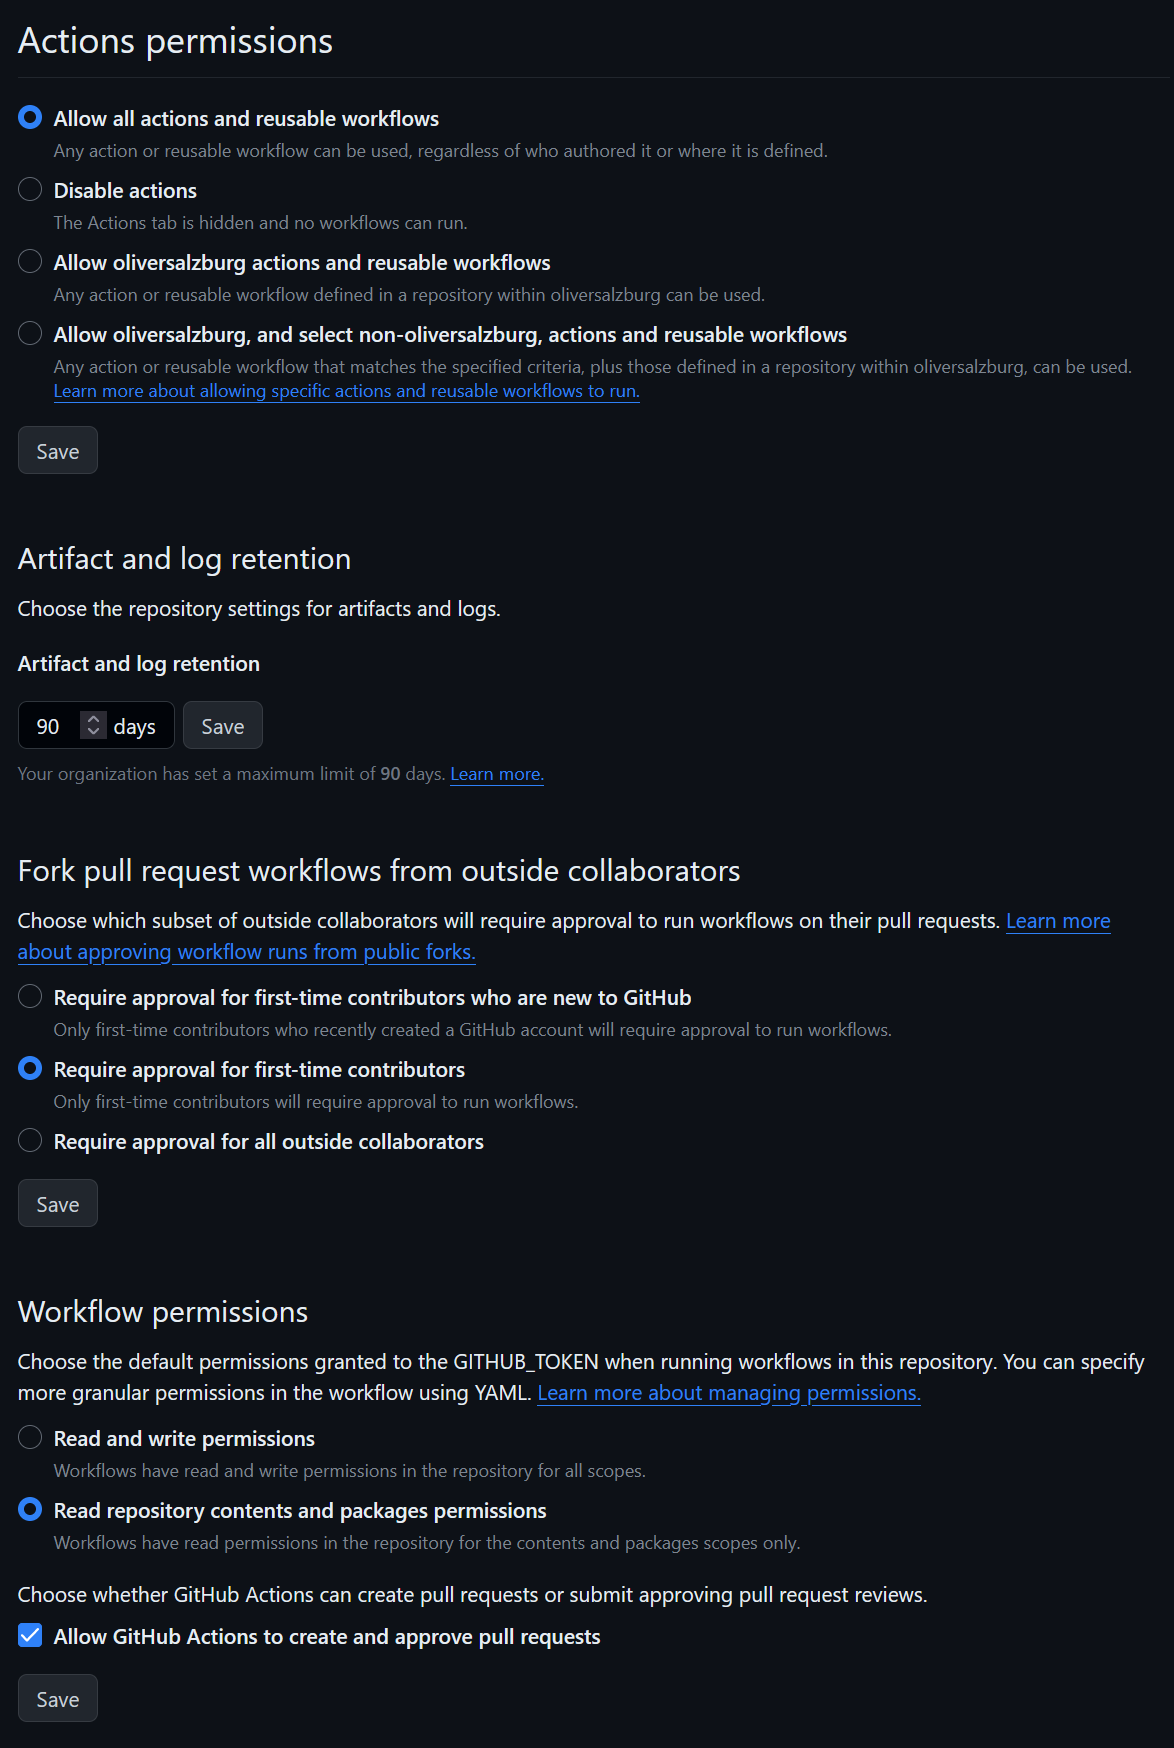 Actions permissions
Allow all actions and reusable workflows
Any action or reusable workflow can be used, regardless of who authored it or where it is defined.
Disable actions
The Actions tab is hidden and no workflows can run.
Allow oliversalzburg actions and reusable workflows
Any action or reusable workflow defined in a repository within oliversalzburg can be used.
Allow oliversalzburg, and select non-oliversalzburg, actions and reusable workflows
Any action or reusable workflow that matches the specified criteria, plus those defined in a repository within oliversalzburg, can be used.
Learn more about allowing specific actions and reusable workflows to run.
Save
Artifact and log retention
Choose the repository settings for artifacts and logs.
Artifact and log retention
90 days Save
Your organization has set a maximum limit of 90 days. Learn more.
Fork pull request workflows from outside collaborators
Choose which subset of outside collaborators will require approval to run workflows on their pull requests. Learn more
about approving workflow runs from public forks.
Require approval for first-time contributors who are new to GitHub
Only first-time contributors who recently created a GitHub account will require approval to run workflows.
Require approval for first-time contributors
Only first-time contributors will require approval to run workflows.
Require approval for all outside collaborators
Save
Workflow permissions
Choose the default permissions granted to the GITHUB_TOKEN when running workflows in this repository. You can specify
more granular permissions in the workflow using YAML. Learn more about managing permissions.
Read and write permissions
Workflows have read and write permissions in the repository for all scopes.
Read repository contents and packages permissions
Workflows have read permissions in the repository for the contents and packages scopes only.
Choose whether GitHub Actions can create pull requests or submit approving pull request reviews.
Allow GitHub Actions to create and approve pull requests
Save